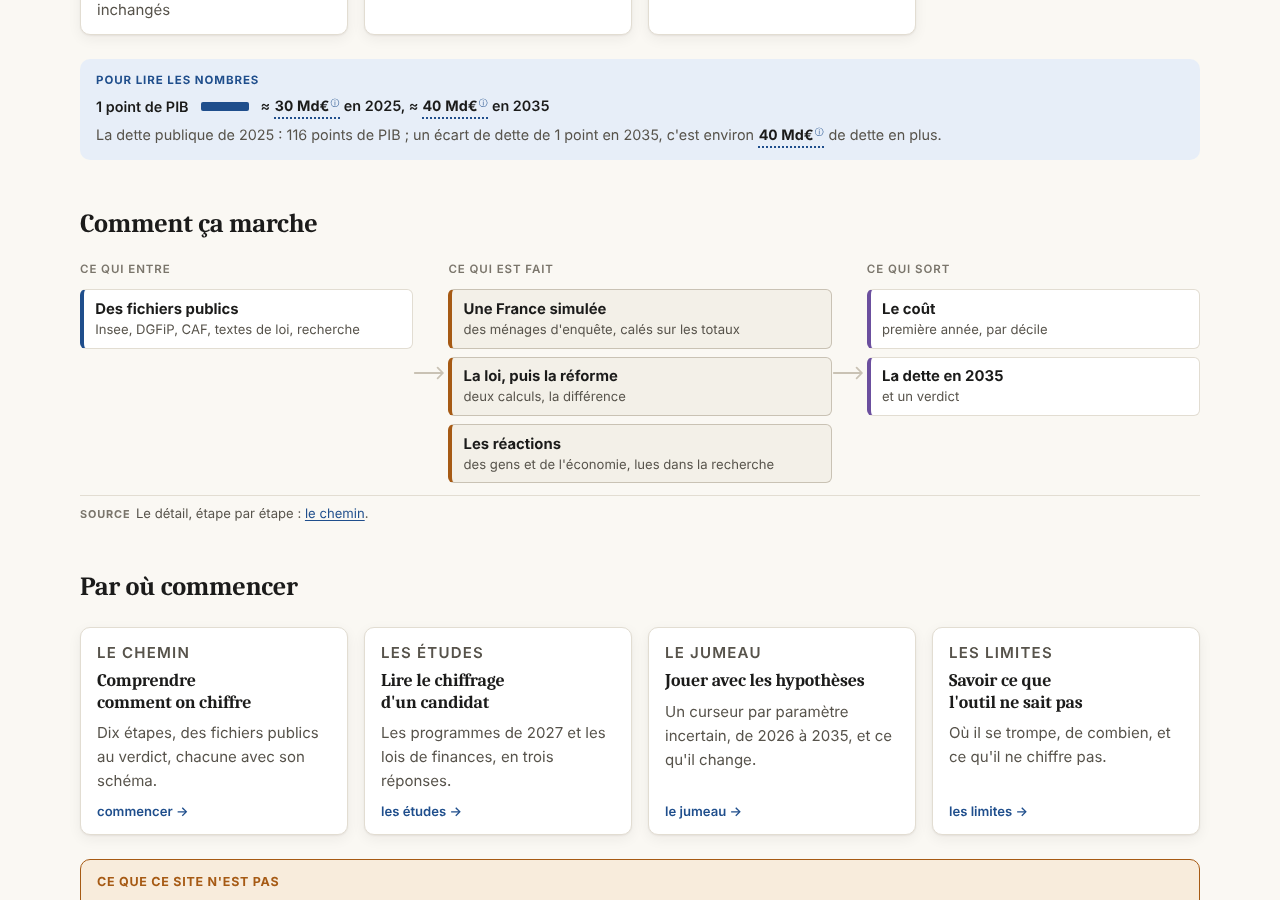 inchangés
POUR LIRE LES NOMBRES
1 point de PIB ≈ 30 Md€ⓘ en 2025, ≈ 40 Md€ⓘ en 2035
La dette publique de 2025 : 116 points de PIB ; un écart de dette de 1 point en 2035, c'est environ 40 Md€ⓘ de dette en plus.
Comment ça marche
CE QUI ENTRE
Des fichiers publics
Insee, DGFiP, CAF, textes de loi, recherche
CE QUI EST FAIT
Une France simulée
des ménages d'enquête, calés sur les totaux
La loi, puis la réforme
deux calculs, la différence
Les réactions
des gens et de l'économie, lues dans la recherche
CE QUI SORT
Le coût
première année, par décile
La dette en 2035
et un verdict
SOURCE Le détail, étape par étape : le chemin.
Par où commencer
LE CHEMIN
Comprendre
comment on chiffre
Dix étapes, des fichiers publics
au verdict, chacune avec son
schéma.
commencer →
LES ÉTUDES
Lire le chiffrage
d'un candidat
Les programmes de 2027 et les
lois de finances, en trois
réponses.
les études →
LE JUMEAU
Jouer avec les hypothèses
Un curseur par paramètre
incertain, de 2026 à 2035, et ce
qu'il change.
le jumeau →
LES LIMITES
Savoir ce que
l'outil ne sait pas
Où il se trompe, de combien, et
ce qu'il ne chiffre pas.
les limites →
CE QUE CE SITE N'EST PAS